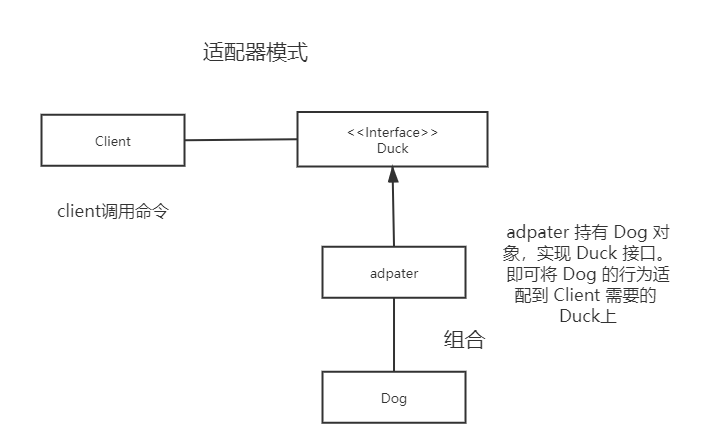 适配器模式
Client
<<Interface>>
Duck
client调用命令
adpater
adpater 持有 Dog 对
象，实现 Duck 接口。
即可将 Dog 的行为适
配到 Client 需要的
Duck上
组合
Dog